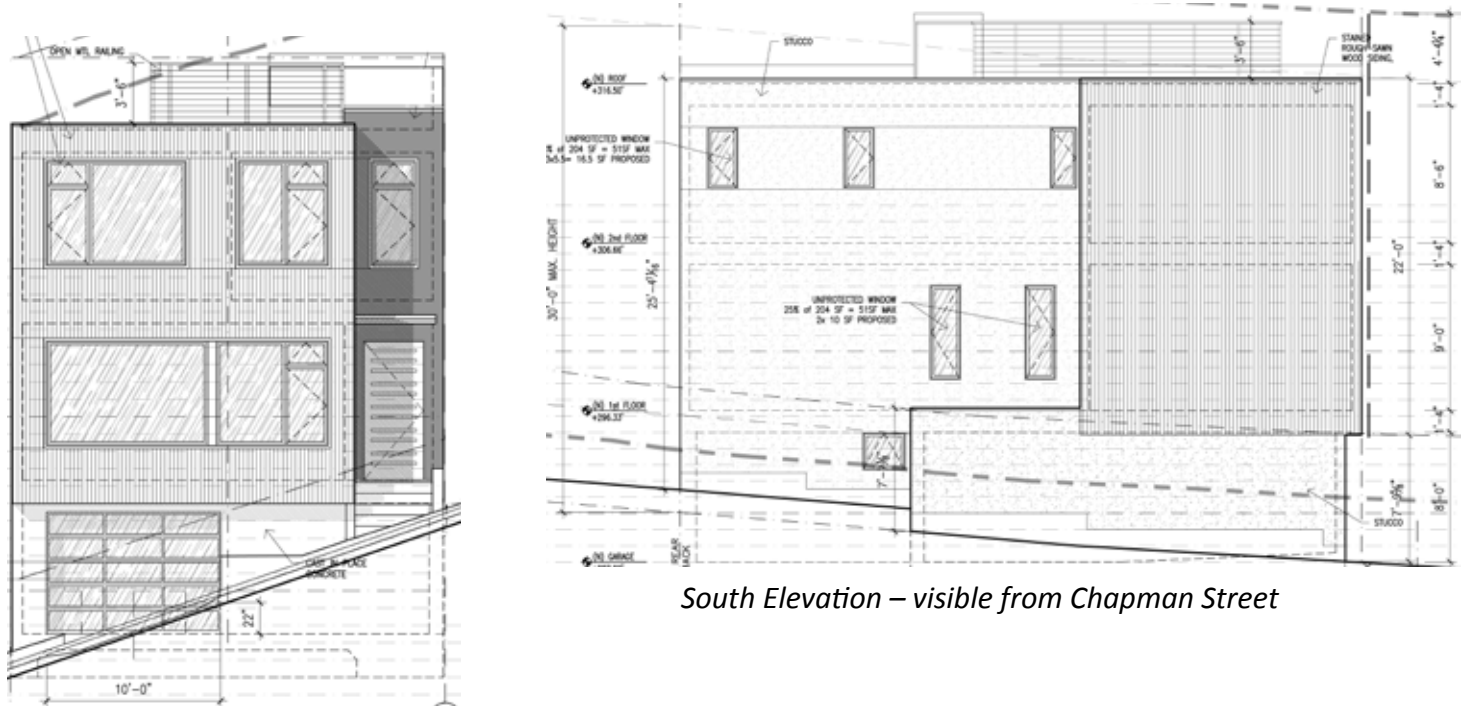 OPEN MTL RAILING
3'-6"
CAST IN PLACE
CONCRETE
22"
10'-0"
STUCCO
(N) ROOF
+316.50'
UNPROTECTED WINDOW
% of 204 SF = 51SF MAX
3x5.5= 16.5 SF PROPOSED
30'-0" MAX. HEIGHT
(N) 2nd FLOOR
+306.66'
UNPROTECTED WINDOW
25% of 204 SF = 51SF MAX
2x 10 SF PROPOSED
(N) 1st FLOOR
+296.33'
(N) GARAGE
REAR
3'-6"
STAINED
ROUGH SAWN
WOOD SIDING,
1'-4"
8'-6"
1'-4"
22'-0"
9'-0"
1'-4"
8'-0"
STUCCO
South Elevation – visible from Chapman Street